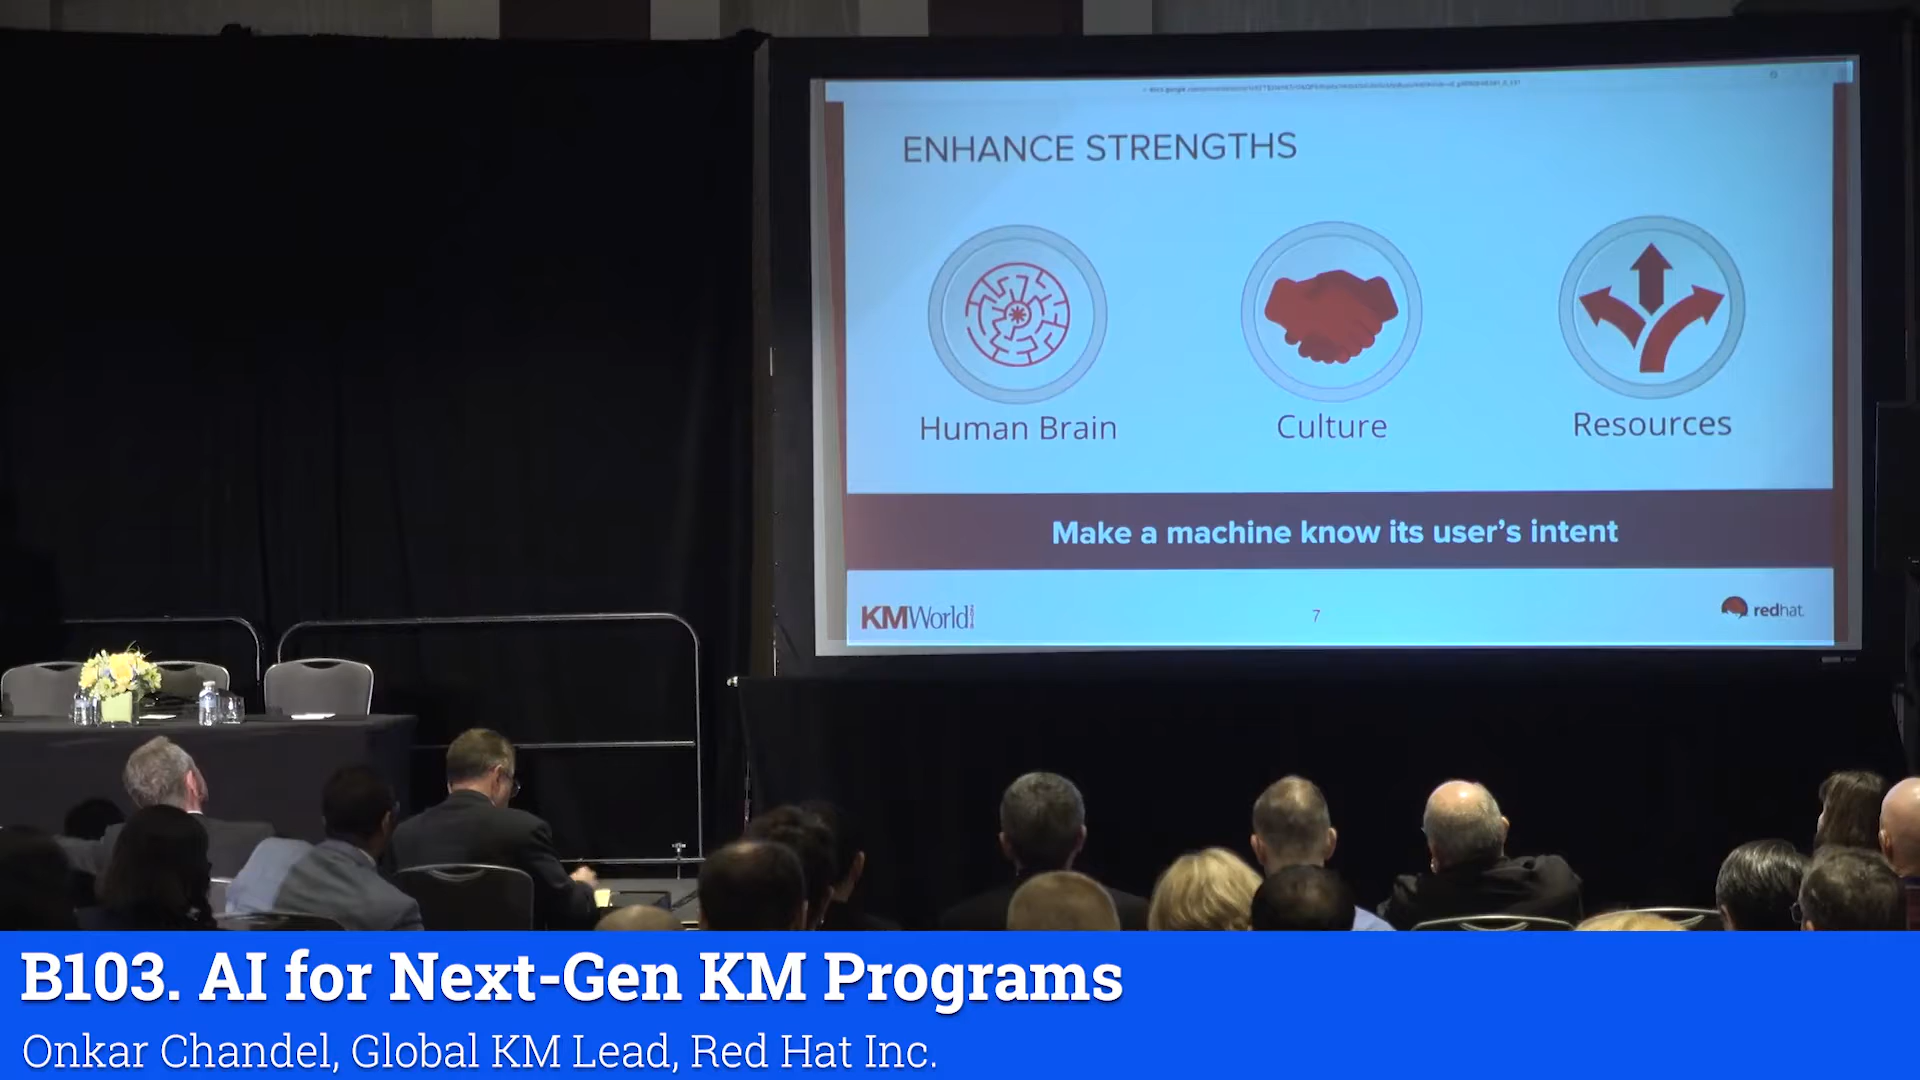 ENHANCE STRENGTHS
Human Brain
Culture
Resources
Make a machine know its user's intent
KMWorld
7
redhat.
B103. AI for Next-Gen KM Programs
Onkar Chandel, Global KM Lead, Red Hat Inc.